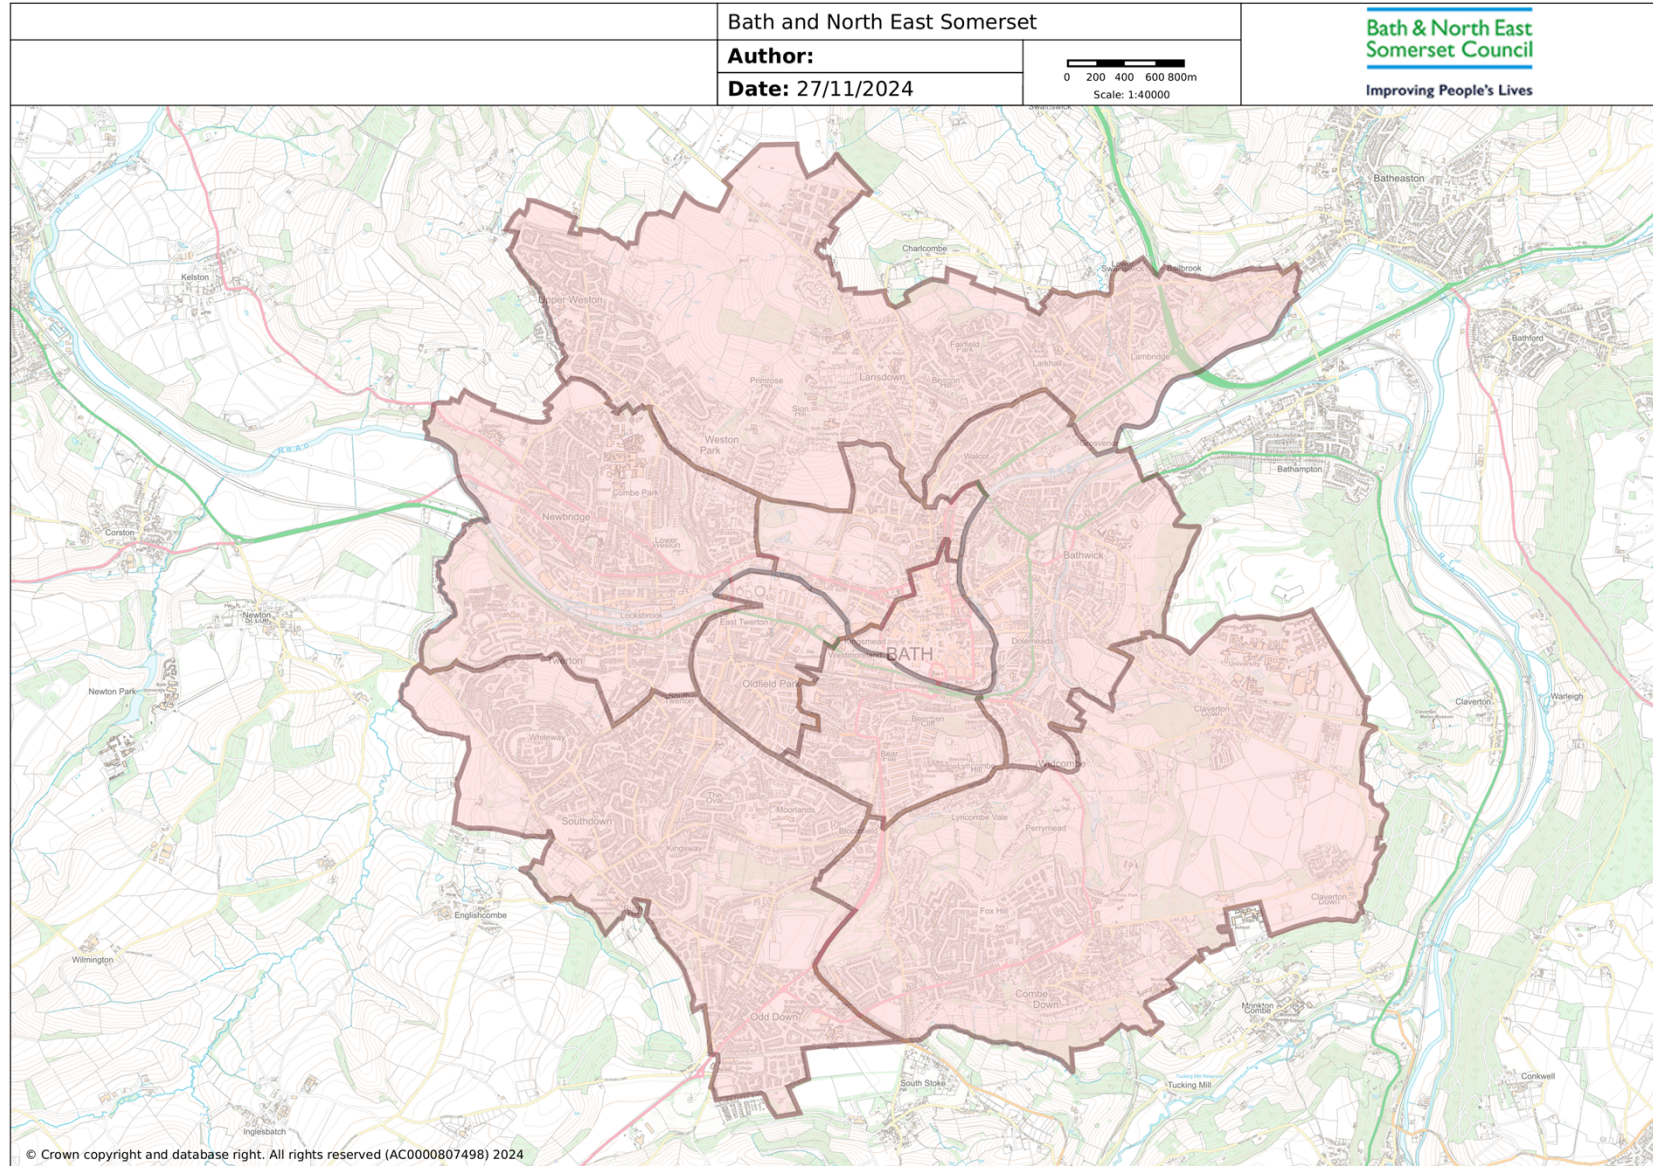 Bath and North East Somerset
Author:
Date: 27/11/2024
0 200 400 600 800m
Scale: 1:40000
Bath & North East
Somerset Council
Improving People's Lives
Swainswick
Batheaston
Charlcombe
Kelston
Bailbrook
Upper Weston
Fairfield
Park
Larkhall
Lambridge
Bathford
Lansdown
Beacon
Hill
Primrose
Hill
Sion
Hill
Weston
Park
Grosvenor
Walcot
Bathampton
Combe Park
Newbridge
Corston
Lower
Weston
Bathwick
Newton
St Loe
Locksbrook
East Twerton
Kingsmead
Westmoreland
BATH
Dolemeads
University
Twerton
Oldfield Park
Newton Park
South
Twerton
Claverton
Down
Claverton
Warleigh
Beechen
Cliff
Whiteway
Bear
Flat
Lyncombe
Hill
Widcombe
The
Oval
Moorlands
Southdown
Bloomfield
Lyncombe Vale
Perrymead
Kingsway
Englishcombe
Fox Hill
Claverton
Down
Wilmington
Combe
Down
Monkton
Combe
Odd Down
South Stoke
Tucking Mill
Conkwell
Inglesbatch
© Crown copyright and database right. All rights reserved (AC0000807498) 2024